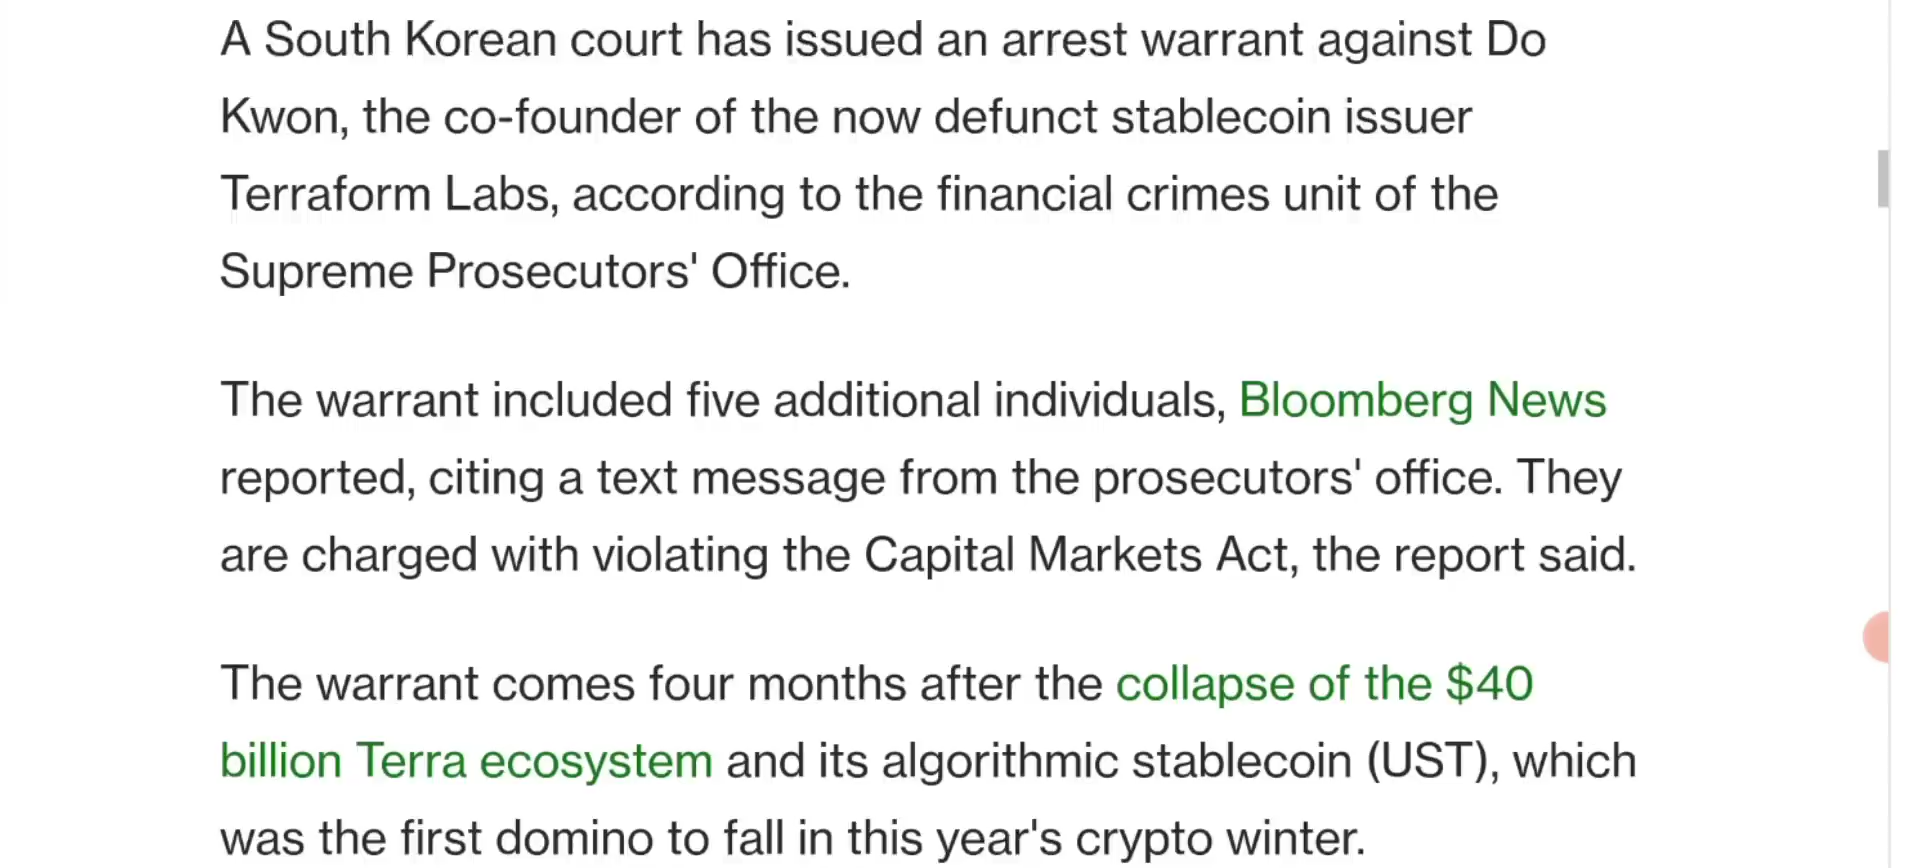 A South Korean court has issued an arrest warrant against Do
Kwon, the co-founder of the now defunct stablecoin issuer
Terraform Labs, according to the financial crimes unit of the
Supreme Prosecutors' Office.
The warrant included five additional individuals, Bloomberg News
reported, citing a text message from the prosecutors' office. They
are charged with violating the Capital Markets Act, the report said.
The warrant comes four months after the collapse of the $40
billion Terra ecosystem and its algorithmic stablecoin (UST), which
was the first domino to fall in this year's crypto winter.